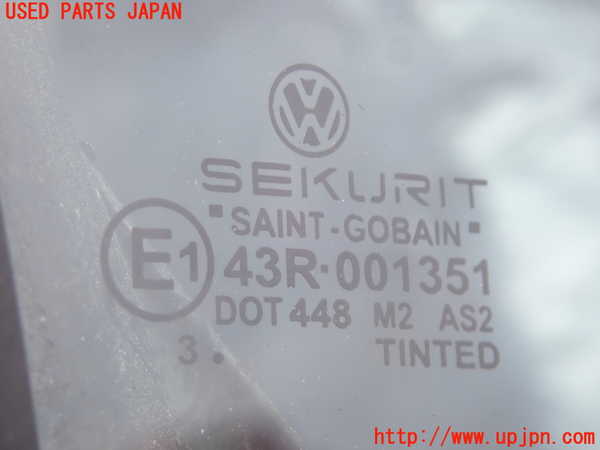 USED PARTS JAPAN
VW
SEKURIT
"SAINT-GOBAIN"
E1 43R-001351
DOT 448 M2 AS2
3. TINTED
http://www.upjpn.com/